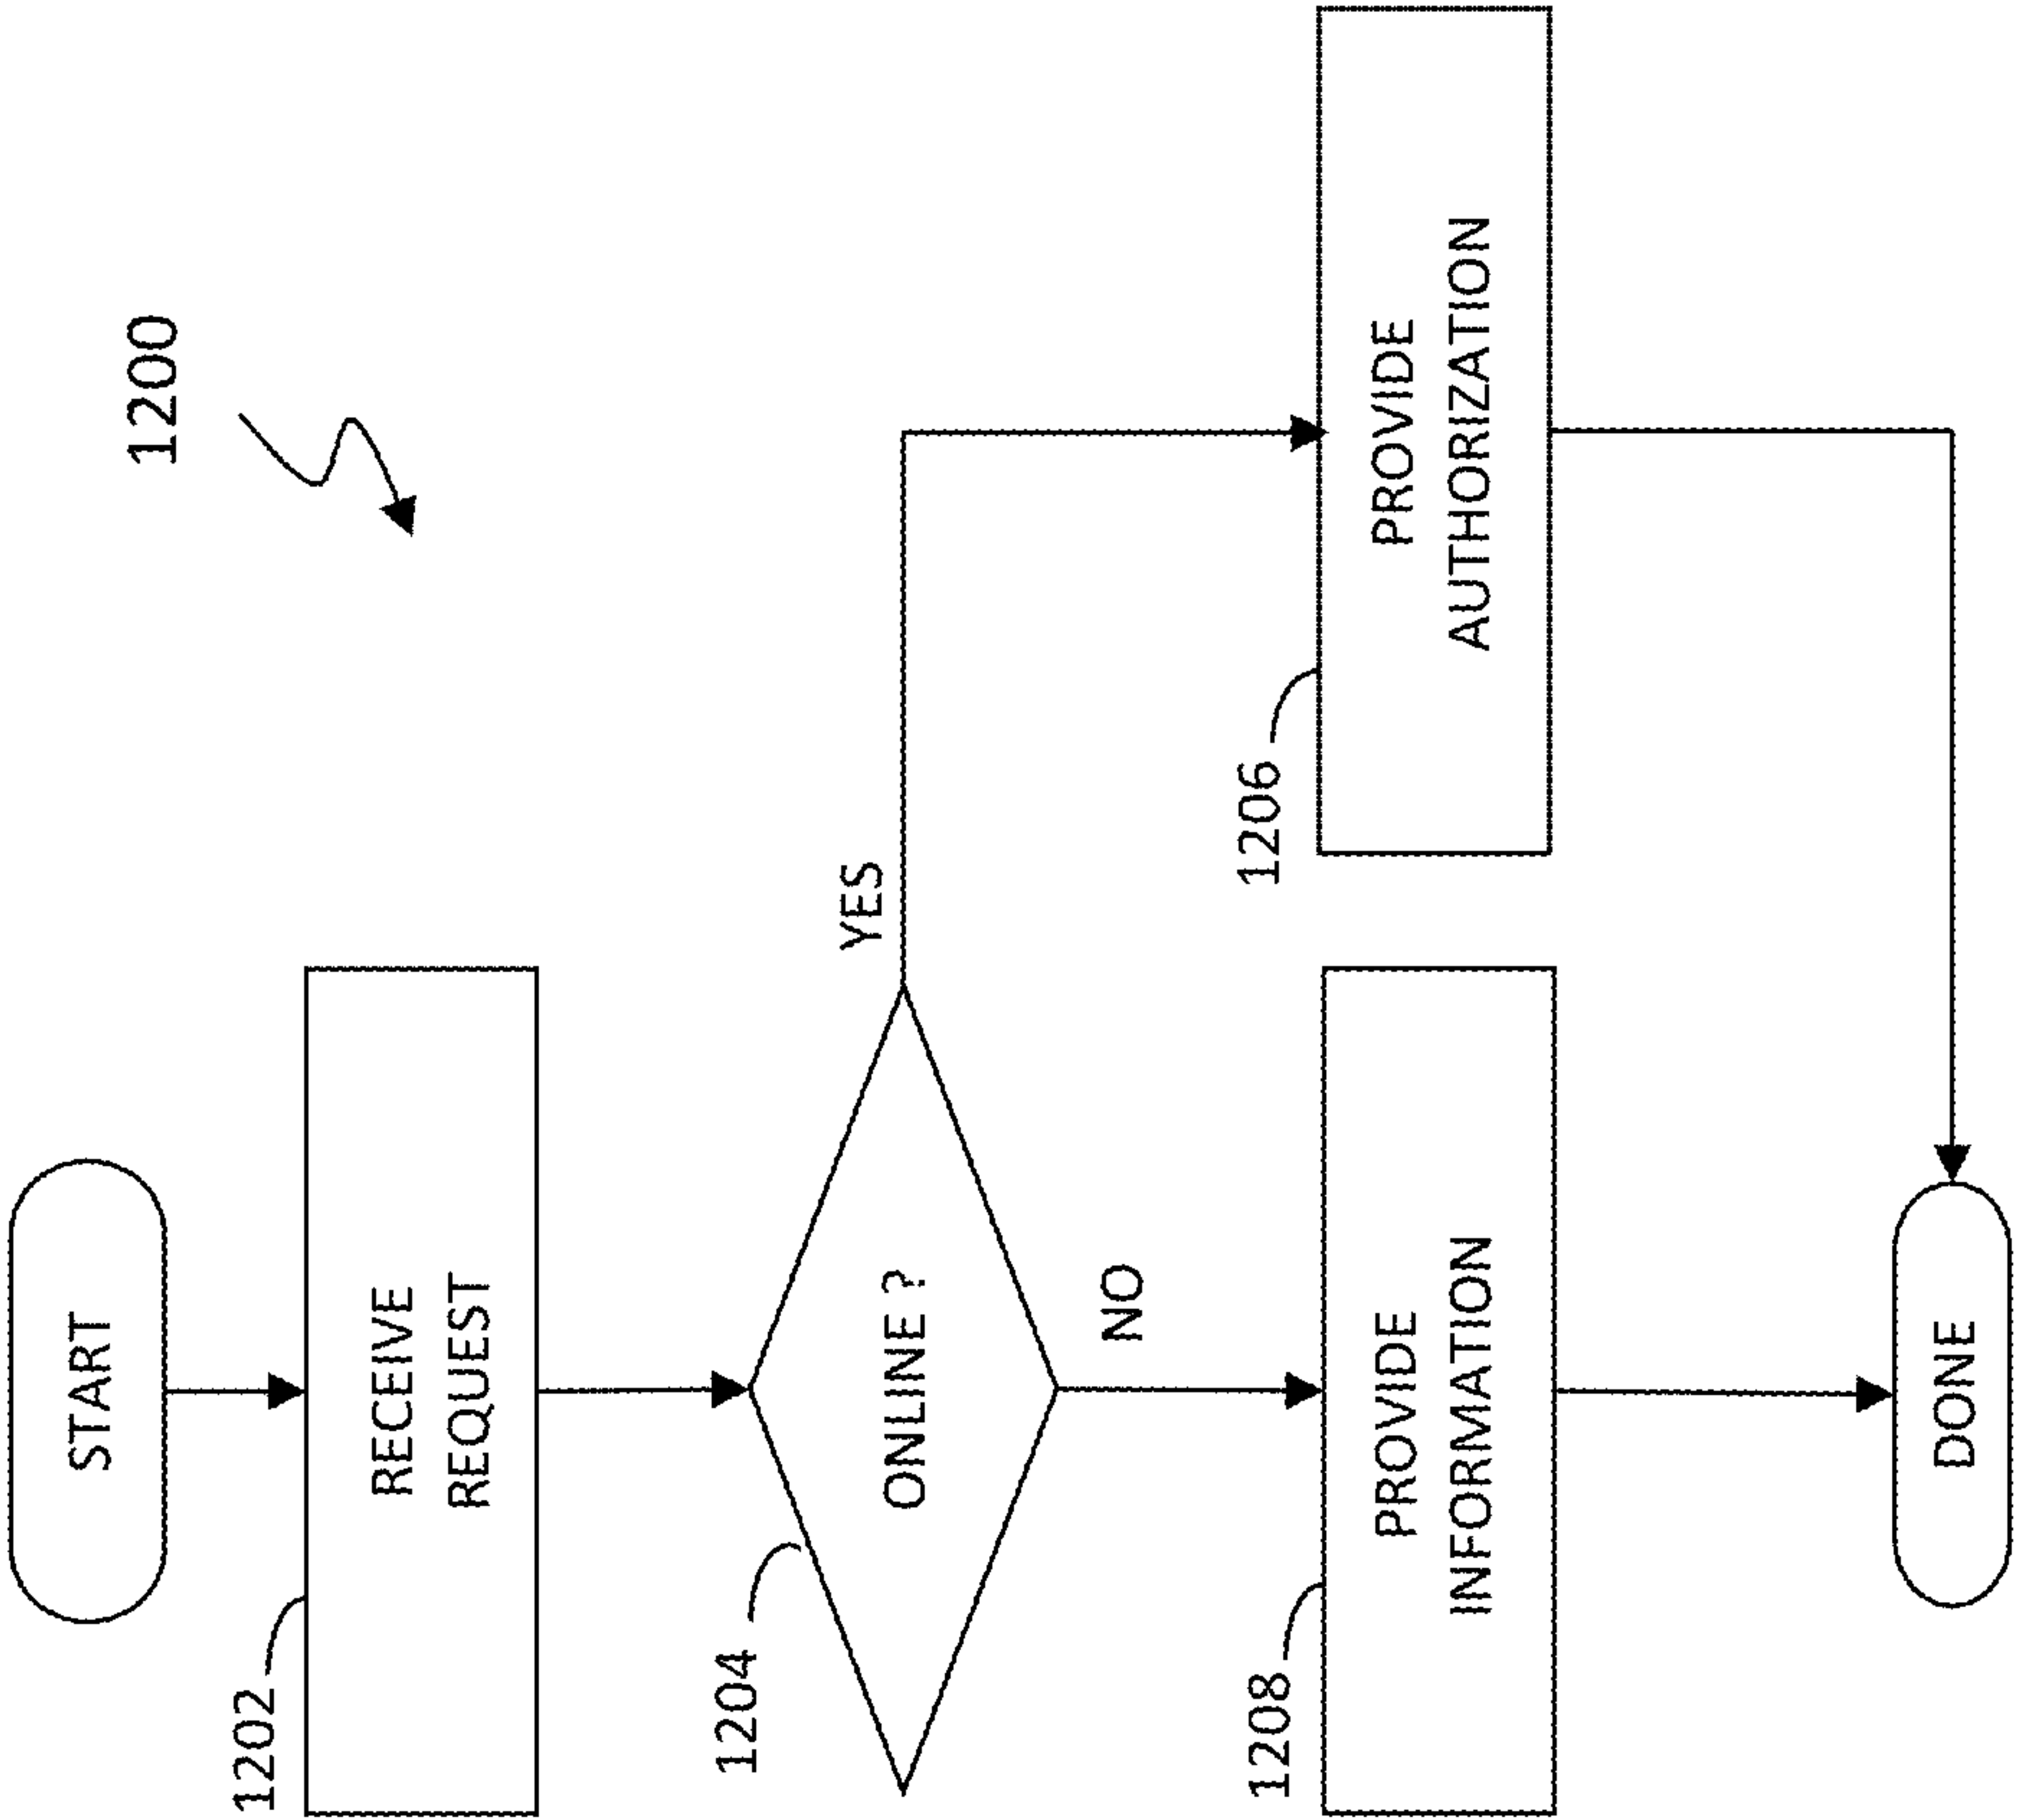 1200
START
1202
RECEIVE
REQUEST
1204
ONLINE ?
YES
NO
1206
PROVIDE
AUTHORIZATION
1208
PROVIDE
INFORMATION
DONE